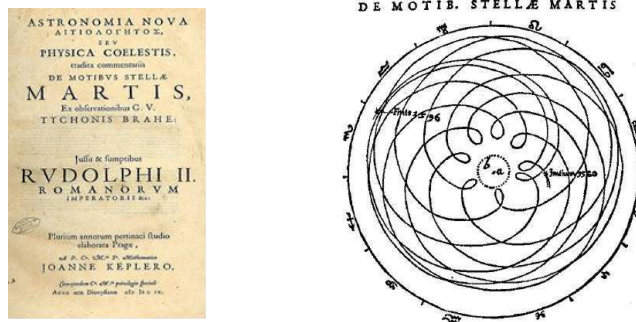 ASTRONOMIA NOVA
ΑΙΤΙΟΛΟΓΗΤΟΣ,
SEV
PHYSICA COELESTIS,
tradita commentariis
DE MOTIBVS STELLÆ
MARTIS,
Ex observationibus G. V.
TYCHONIS BRAHE:
Jussu & sumptibus
RVDOLPHI II.
ROMANORVM
IMPERATORIS &c:
Plurium annorum pertinaci studio
elaborata Pragæ,
JOANNE KEPLERO,
DE MOTIB. STELLÆ MARTIS
b
a